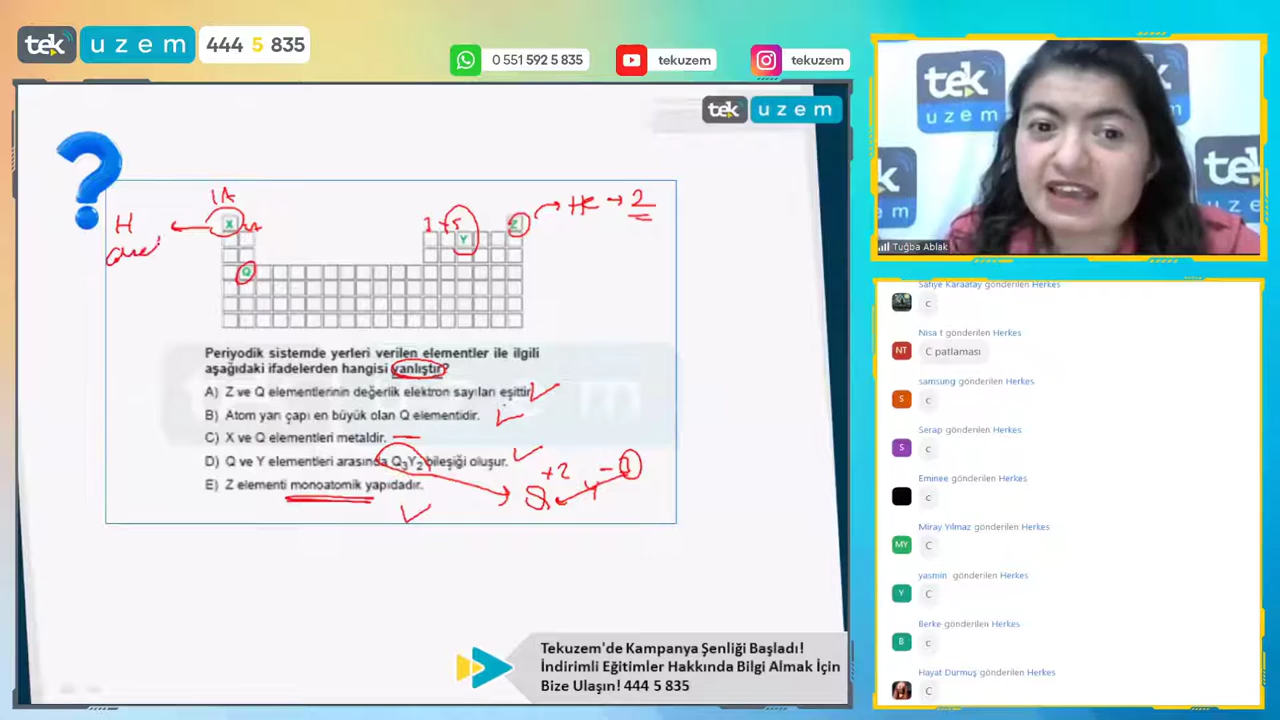 tek uzem 444 5 835
0 551 592 5 835
tekuzem
tekuzem
tek uzem
?
1A
H
X
Y
Z
Q
He → 2
Periyodik sistemde yerleri verilen elementler ile ilgili
aşağıdaki ifadelerden hangisi yanlıştır?
A) Z ve Q elementlerinin değerlik elektron sayıları eşittir.
B) Atom yarı çapı en büyük olan Q elementidir.
C) X ve Q elementleri metaldir.
D) Q ve Y elementleri arasında Q₃Y₂ bileşiği oluşur.
E) Z elementi monoatomik yapıdadır.
+2
Tekuzem'de Kampanya Şenliği Başladı!
İndirimli Eğitimler Hakkında Bilgi Almak İçin
Bize Ulaşın! 444 5 835
tek
uzem
tek
Tuğba Ablak
Safiye Karaatay gönderilen Herkes
c
Nisa t gönderilen Herkes
NT
C patlaması
samsung gönderilen Herkes
S
c
Serap gönderilen Herkes
S
c
Eminee gönderilen Herkes
c
Miray Yılmaz gönderilen Herkes
MY
C
yasmin gönderilen Herkes
Y
C
Berke gönderilen Herkes
B
c
Hayat Durmuş gönderilen Herkes
C